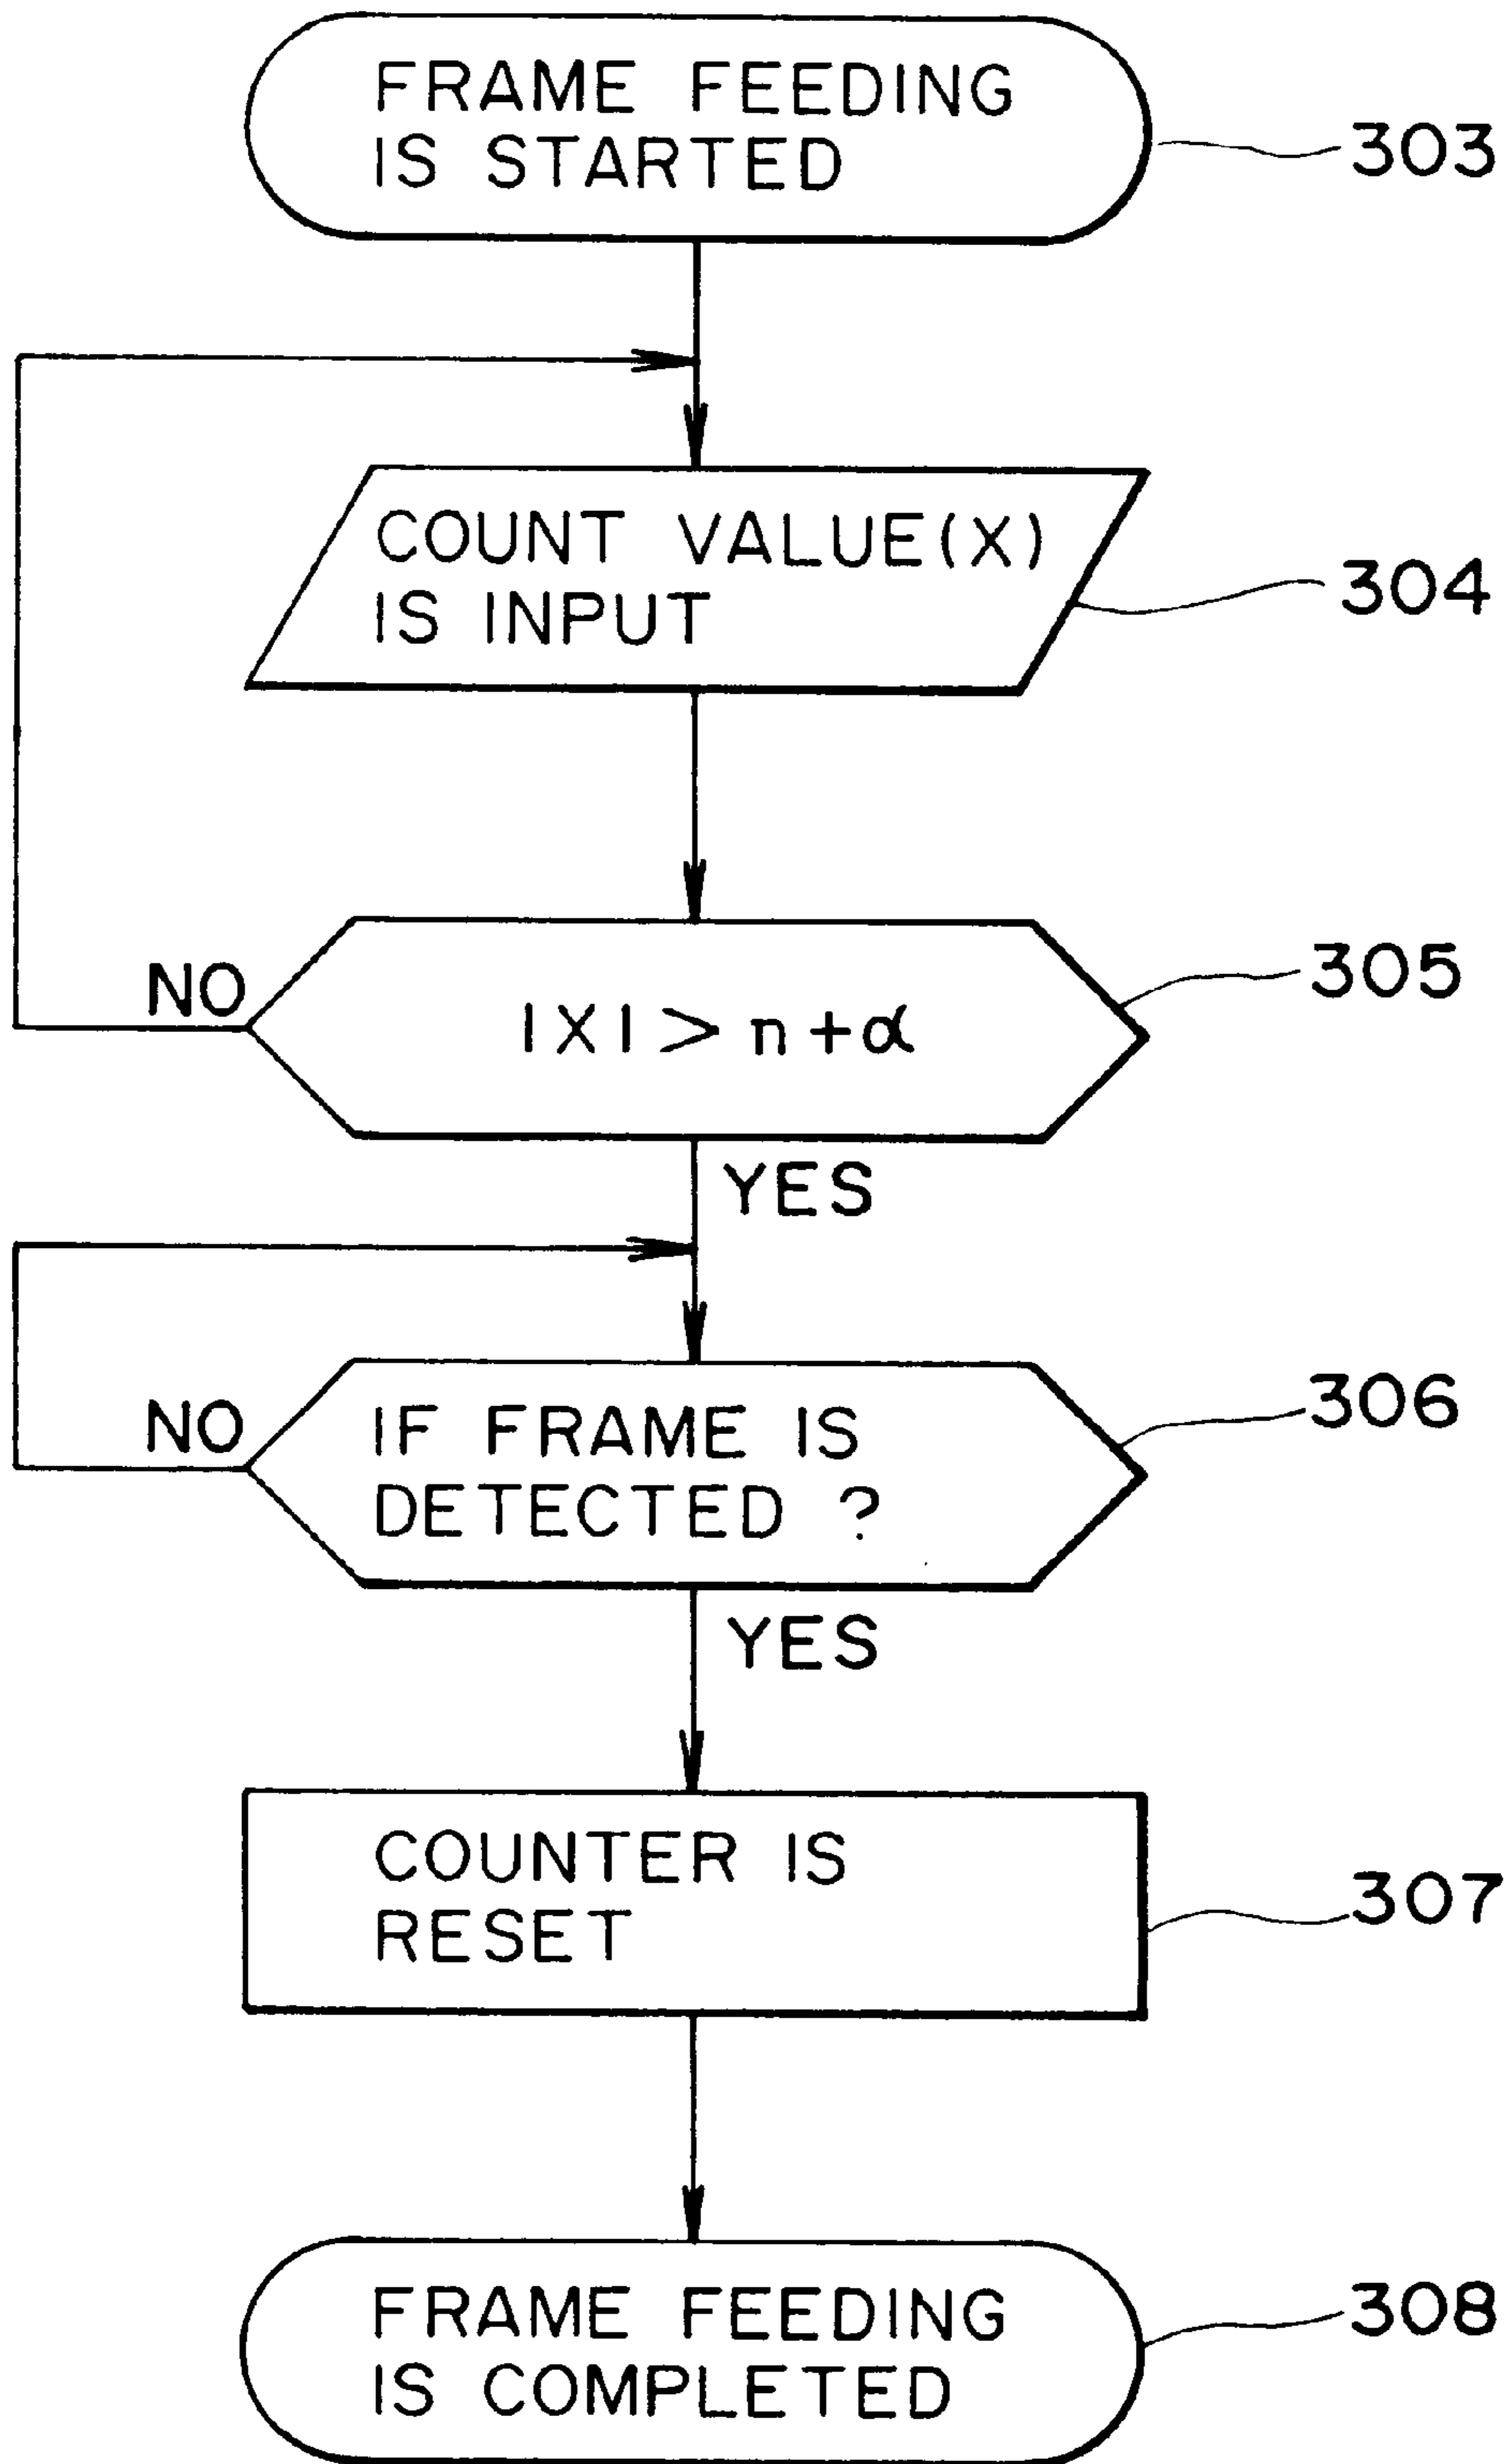 FRAME FEEDING
IS STARTED
303
COUNT VALUE(X)
IS INPUT
304
NO
|X| > n + α
305
YES
NO
IF FRAME IS
DETECTED ?
306
YES
COUNTER IS
RESET
307
FRAME FEEDING
IS COMPLETED
308